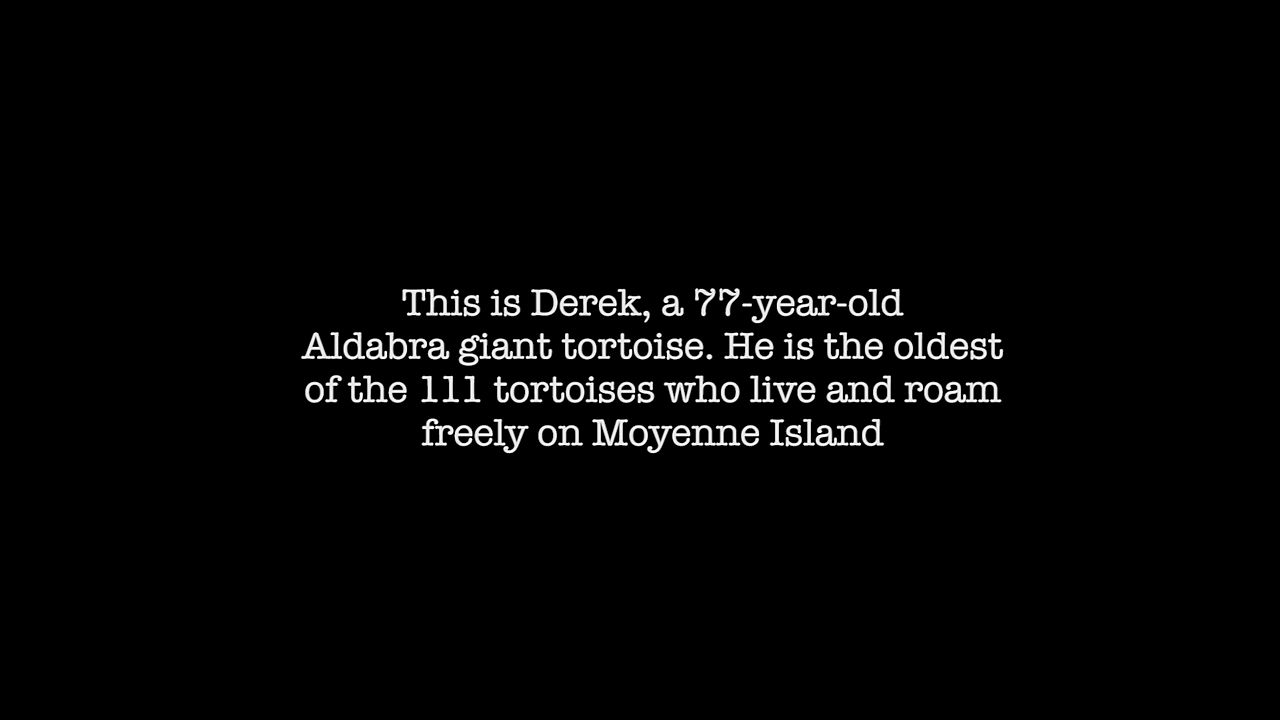 This is Derek, a 77-year-old
Aldabra giant tortoise. He is the oldest
of the 111 tortoises who live and roam
freely on Moyenne Island